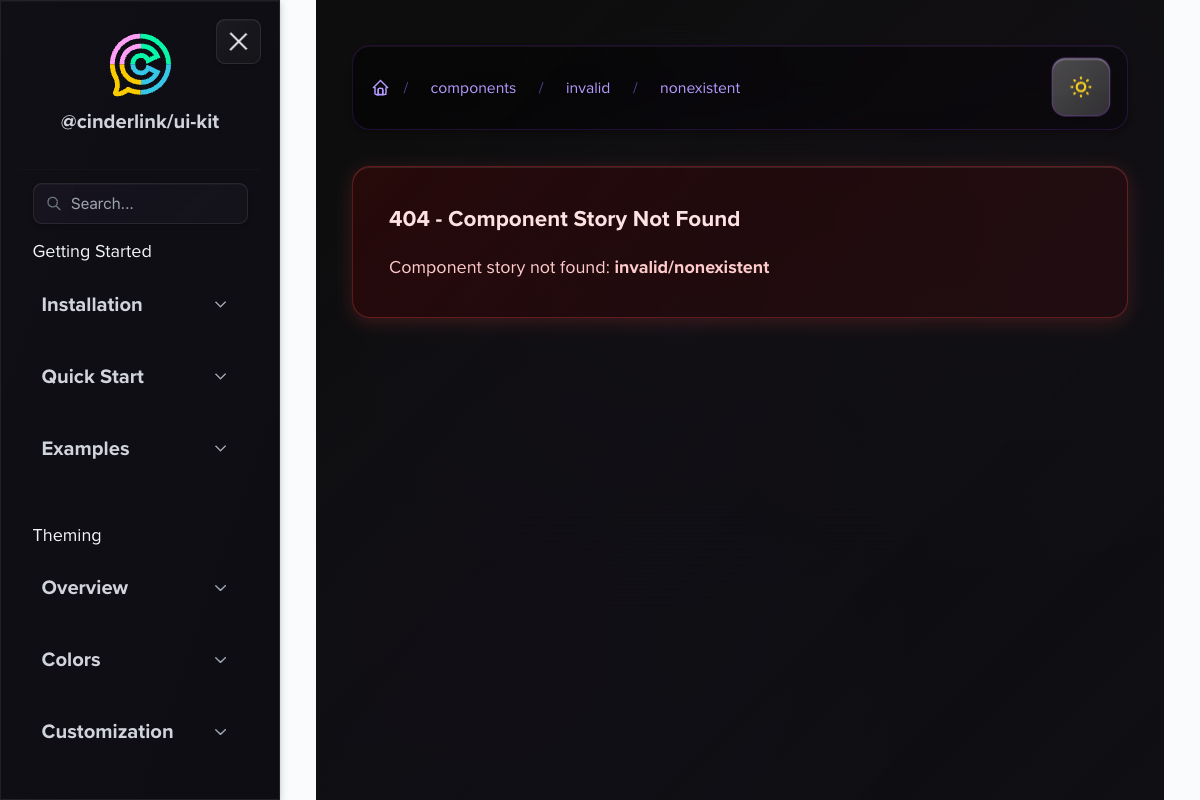 @cinderlink/ui-kit
Search...
Getting Started
Installation
Quick Start
Examples
Theming
Overview
Colors
Customization
/ components / invalid / nonexistent
404 - Component Story Not Found
Component story not found: invalid/nonexistent